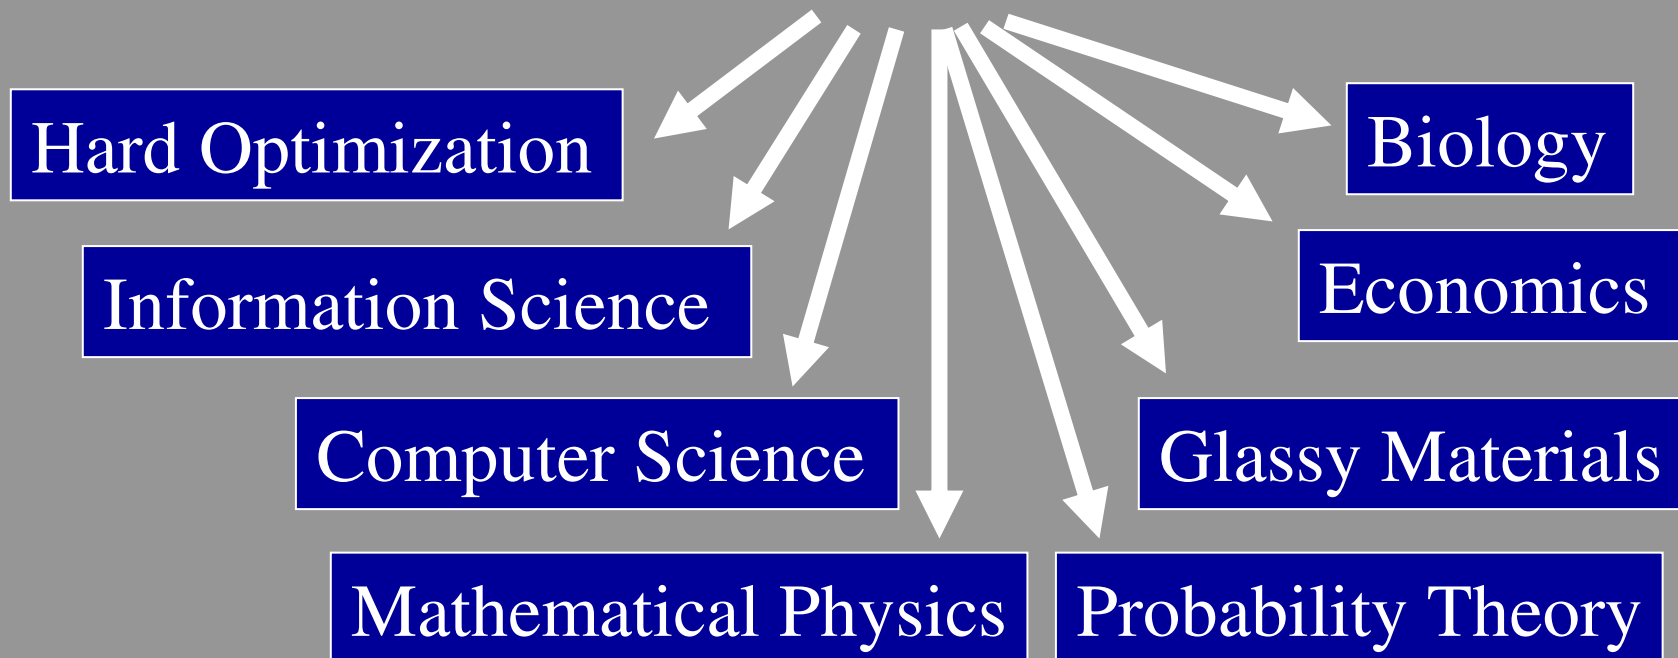 Hard Optimization
Biology
Information Science
Economics
Computer Science
Glassy Materials
Mathematical Physics
Probability Theory